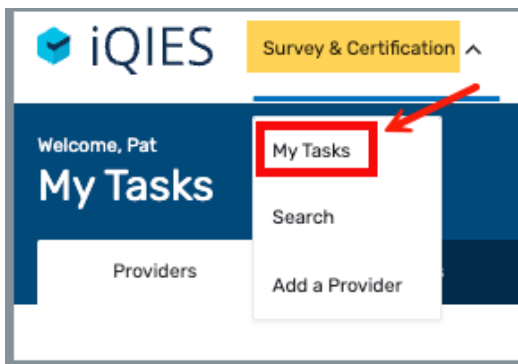 iQIES
Survey & Certification
Welcome, Pat
My Tasks
My Tasks
Search
Providers
Add a Provider